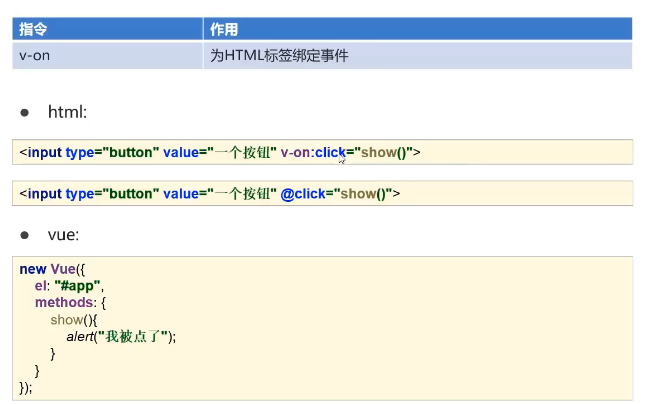 指令 作用
v-on 为HTML标签绑定事件
● html:
<input type="button" value="一个按钮" v-on:click="show()">
<input type="button" value="一个按钮" @click="show()">
● vue:
new Vue({
    el: "#app",
    methods: {
        show(){
            alert("我被点了");
        }
    }
});